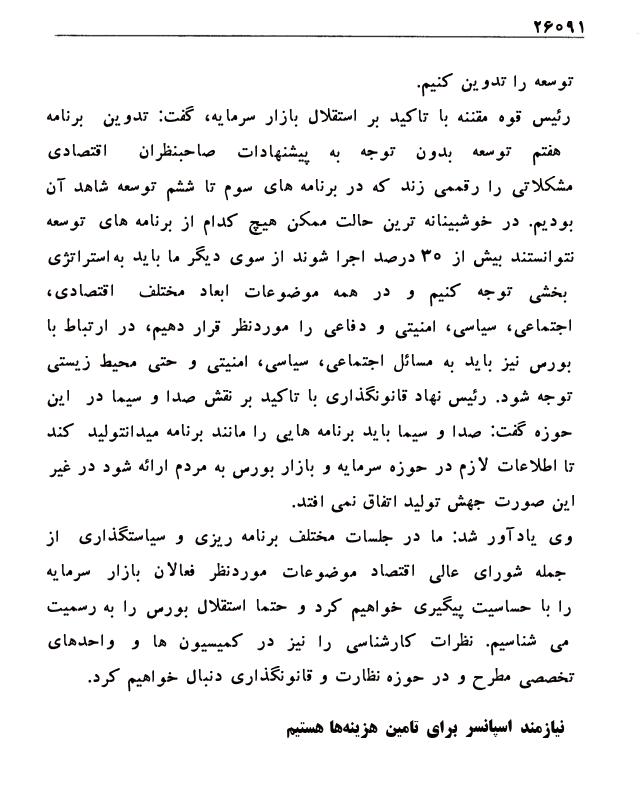 ۲۶۰۹۱
توسعه را تدوین کنیم.
رئیس قوه مقننه با تاکید بر استقلال بازار سرمایه، گفت: تدوین برنامه
هفتم توسعه بدون توجه به پیشنهادات صاحبنظران اقتصادی
مشکلاتی را رقممی زند که در برنامه های سوم تا ششم توسعه شاهد آن
بودیم. در خوشبینانه ترین حالت ممکن هیچ کدام از برنامه های توسعه
نتوانستند بیش از ۳۰ درصد اجرا شوند از سوی دیگر ما باید به‌استراتژی
بخشی توجه کنیم و در همه موضوعات ابعاد مختلف اقتصادی،
اجتماعی، سیاسی، امنیتی و دفاعی را موردنظر قرار دهیم، در ارتباط با
بورس نیز باید به مسائل اجتماعی، سیاسی، امنیتی و حتی محیط زیستی
توجه شود. رئیس نهاد قانونگذاری با تاکید بر نقش صدا و سیما در این
حوزه گفت: صدا و سیما باید برنامه هایی را مانند برنامه میدانتولید کند
تا اطلاعات لازم در حوزه سرمایه و بازار بورس به مردم ارائه شود در غیر
این صورت جهش تولید اتفاق نمی افتد.
وی یادآور شد: ما در جلسات مختلف برنامه ریزی و سیاستگذاری از
جمله شورای عالی اقتصاد موضوعات موردنظر فعالان بازار سرمایه
را با حساسیت پیگیری خواهیم کرد و حتما استقلال بورس را به رسمیت
می شناسیم. نظرات کارشناسی را نیز در کمیسیون ها و واحدهای
تخصصی مطرح و در حوزه نظارت و قانونگذاری دنبال خواهیم کرد.
نیازمند اسپانسر برای تامین هزینه‌ها هستیم